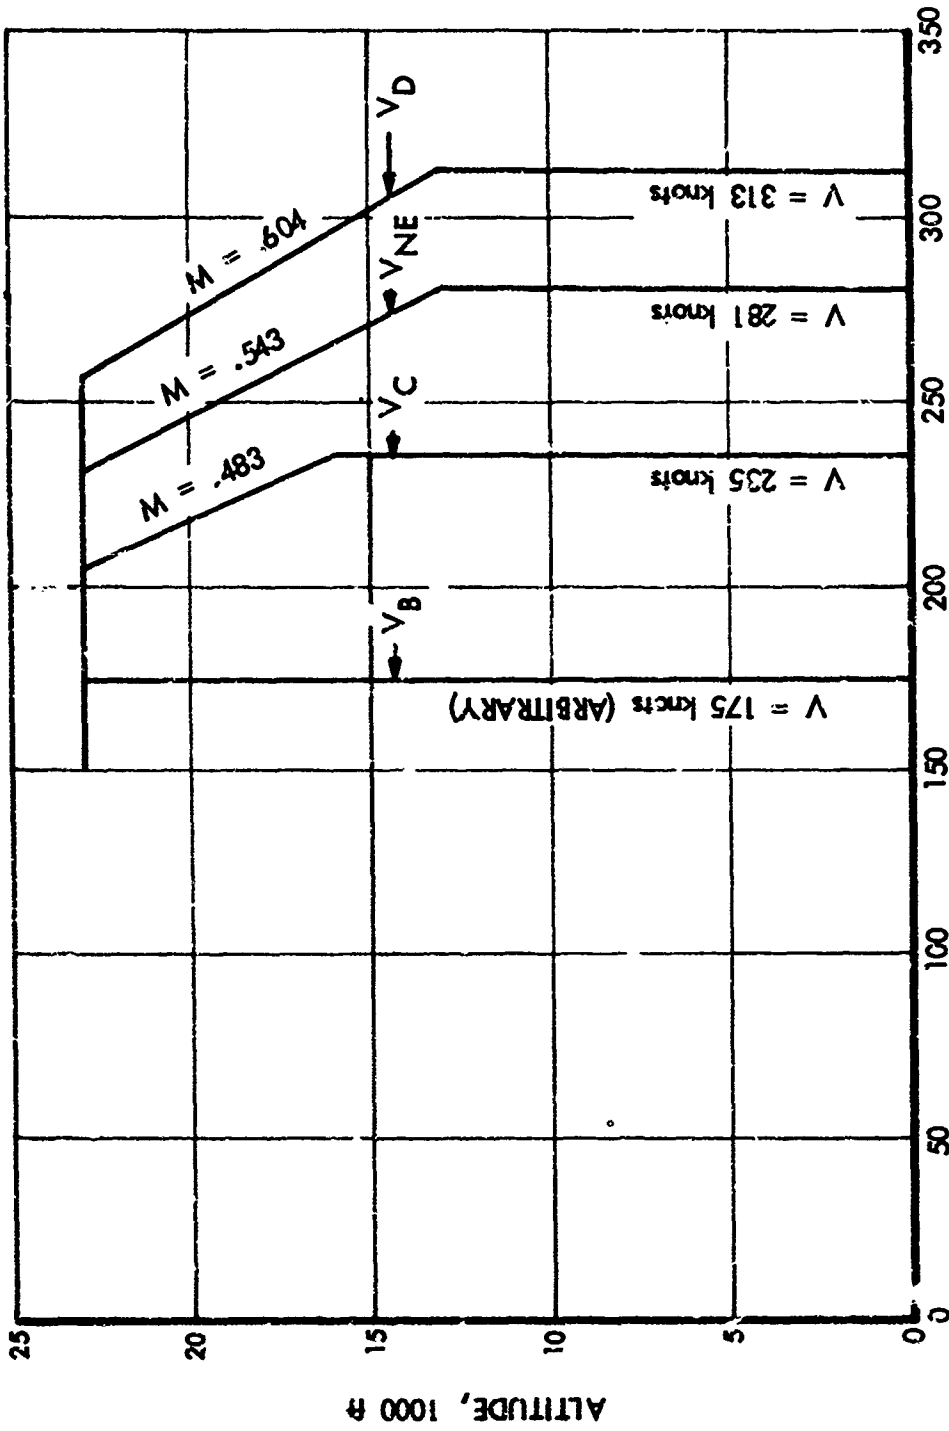 M = .604
V_D
M = .543
V_NE
M = .483
V_C
V_B
V = 313 knots
V = 281 knots
V = 235 knots
V = 175 knots (ARBITRARY)
25
20
15
10
5
0
ALTITUDE, 1000 ft
0
50
100
150
200
250
300
350